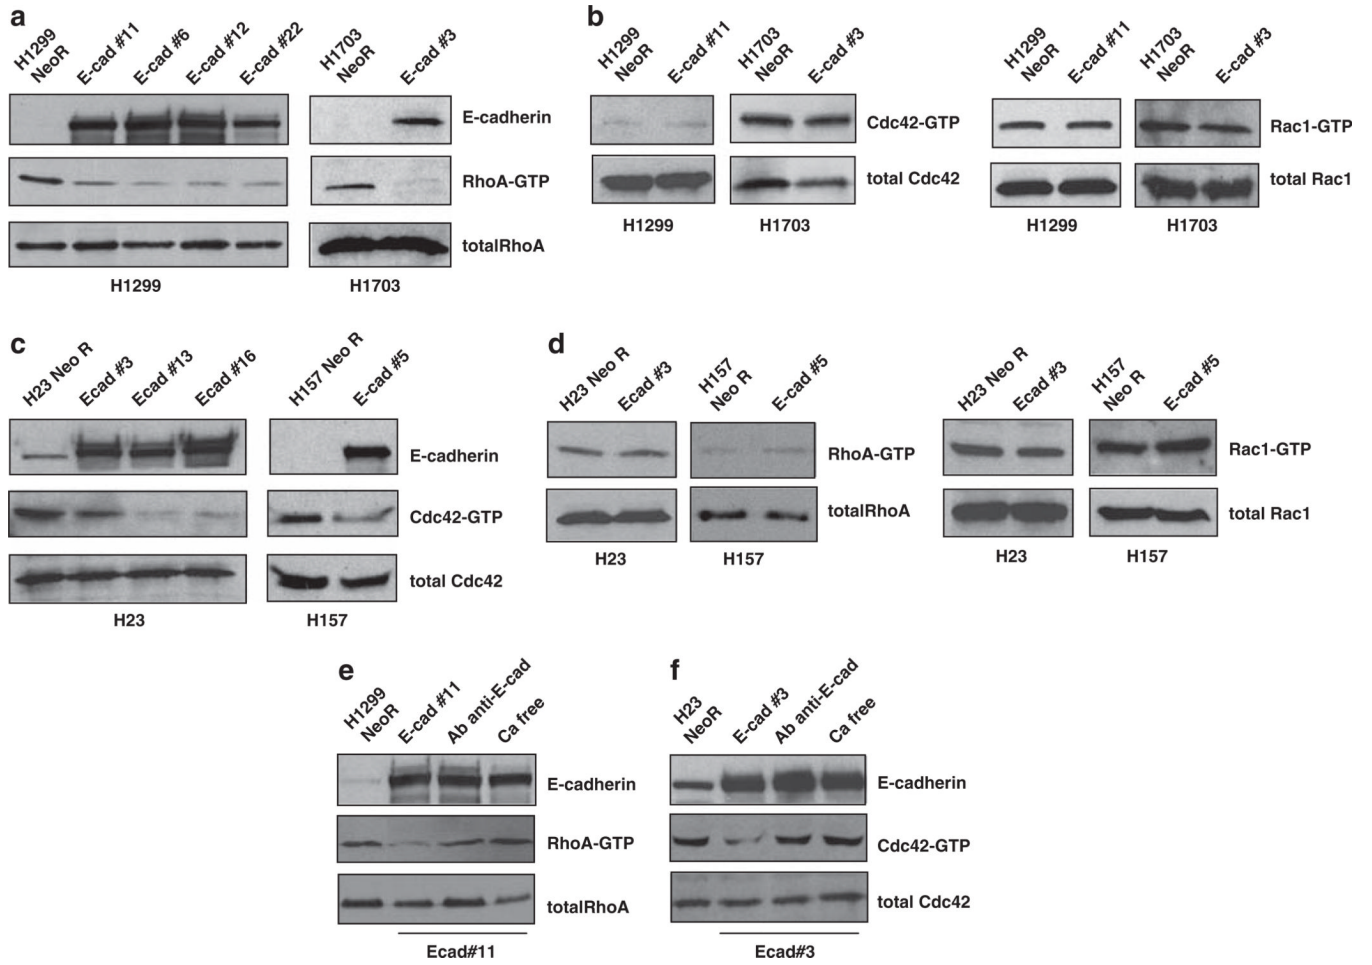 a
H1299
NeoR
E-cad #11
E-cad #6
E-cad #12
E-cad #22
H1703
NeoR
E-cad #3
E-cadherin
RhoA-GTP
totalRhoA
H1299
H1703
b
H1299
NeoR
E-cad #11
H1703
NeoR
E-cad #3
Cdc42-GTP
total Cdc42
H1299
H1703
H1299
NeoR
E-cad #11
H1703
NeoR
E-cad #3
Rac1-GTP
total Rac1
H1299
H1703
c
H23 Neo R
Ecad #3
Ecad #13
Ecad #16
H157 Neo R
E-cad #5
E-cadherin
Cdc42-GTP
total Cdc42
H23
H157
d
H23 Neo R
Ecad #3
H157
Neo R
E-cad #5
RhoA-GTP
totalRhoA
H23
H157
H23 Neo R
Ecad #3
H157
Neo R
E-cad #5
Rac1-GTP
total Rac1
H23
H157
e
H1299
NeoR
E-cad #11
Ab anti-E-cad
Ca free
E-cadherin
RhoA-GTP
totalRhoA
Ecad#11
f
H23
NeoR
E-cad #3
Ab anti-E-cad
Ca free
E-cadherin
Cdc42-GTP
total Cdc42
Ecad#3